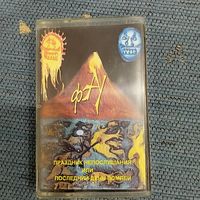 ф.А.У
ПРАЗДНИК НЕПОСЛУШАНИЯ
ИЛИ
ПОСЛЕДНИЙ ДЕНЬ ПОМПЕИ